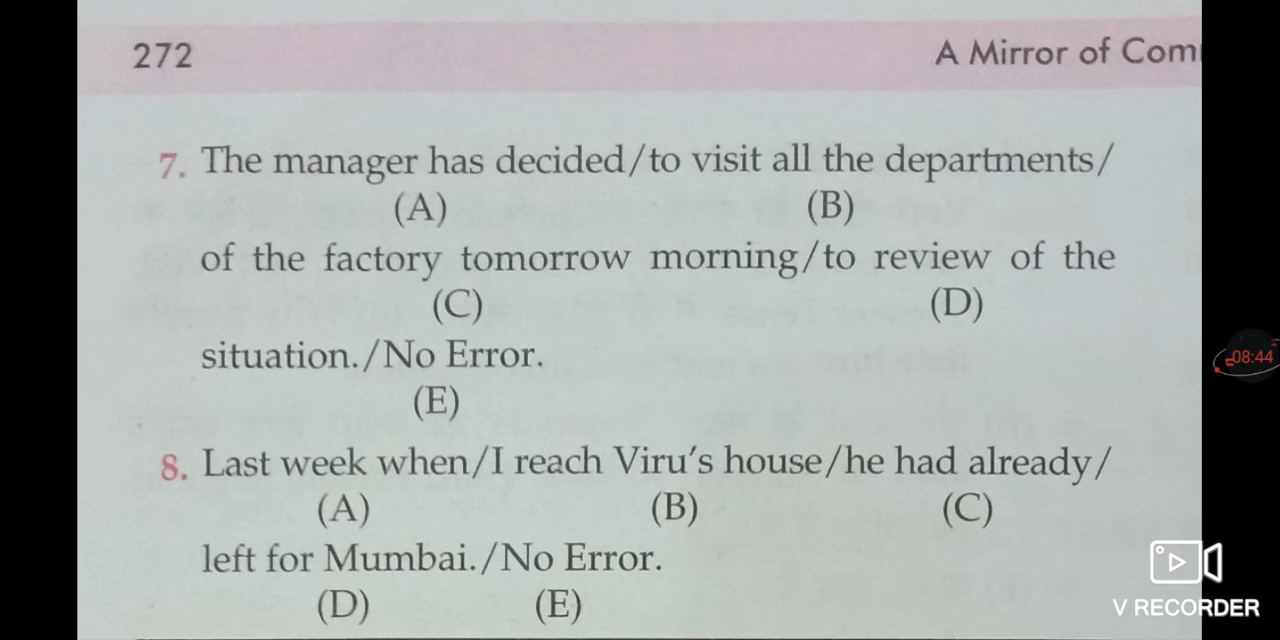 272
A Mirror of Com
7. The manager has decided/to visit all the departments/
(A) (B)
of the factory tomorrow morning/to review of the
(C) (D)
situation./No Error.
(E)
8. Last week when/I reach Viru's house/he had already/
(A) (B) (C)
left for Mumbai./No Error.
(D) (E)
08:44
V RECORDER